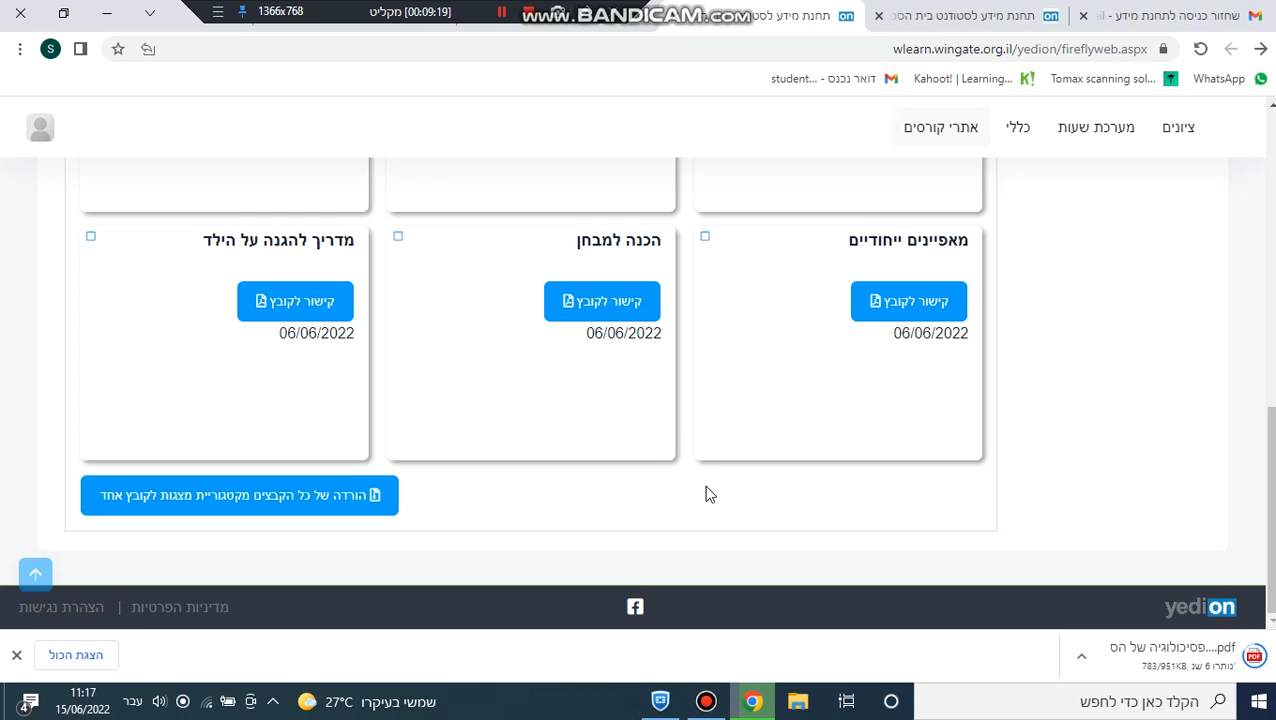 1366x768
מקליט [00:09:19]
www.BANDICAM.com
תחנת מידע לסט
תחנת מידע לסטודנט בית הספ
שחזור כניסה לתחנת מידע -
S
wlearn.wingate.org.il/yedion/fireflyweb.aspx
דואר נכנס - student...
Kahoot! | Learning...
Tomax scanning sol...
WhatsApp
ציונים
מערכת שעות
כללי
אתרי קורסים
מאפיינים ייחודיים
הכנה למבחן
מדריך להגנה על הילד
קישור לקובץ
קישור לקובץ
קישור לקובץ
06/06/2022
06/06/2022
06/06/2022
הורדה של כל הקבצים מקטגוריית מצגות לקובץ אחד
yedion
מדיניות הפרטיות | הצהרת נגישות
פסיכולוגיה של הס....pdf
783/951KB, נותרו 6 שנ'
הצגת הכול
הקלד כאן כדי לחפש
27°C שמשי בעיקרו
עבר
11:17
15/06/2022
4